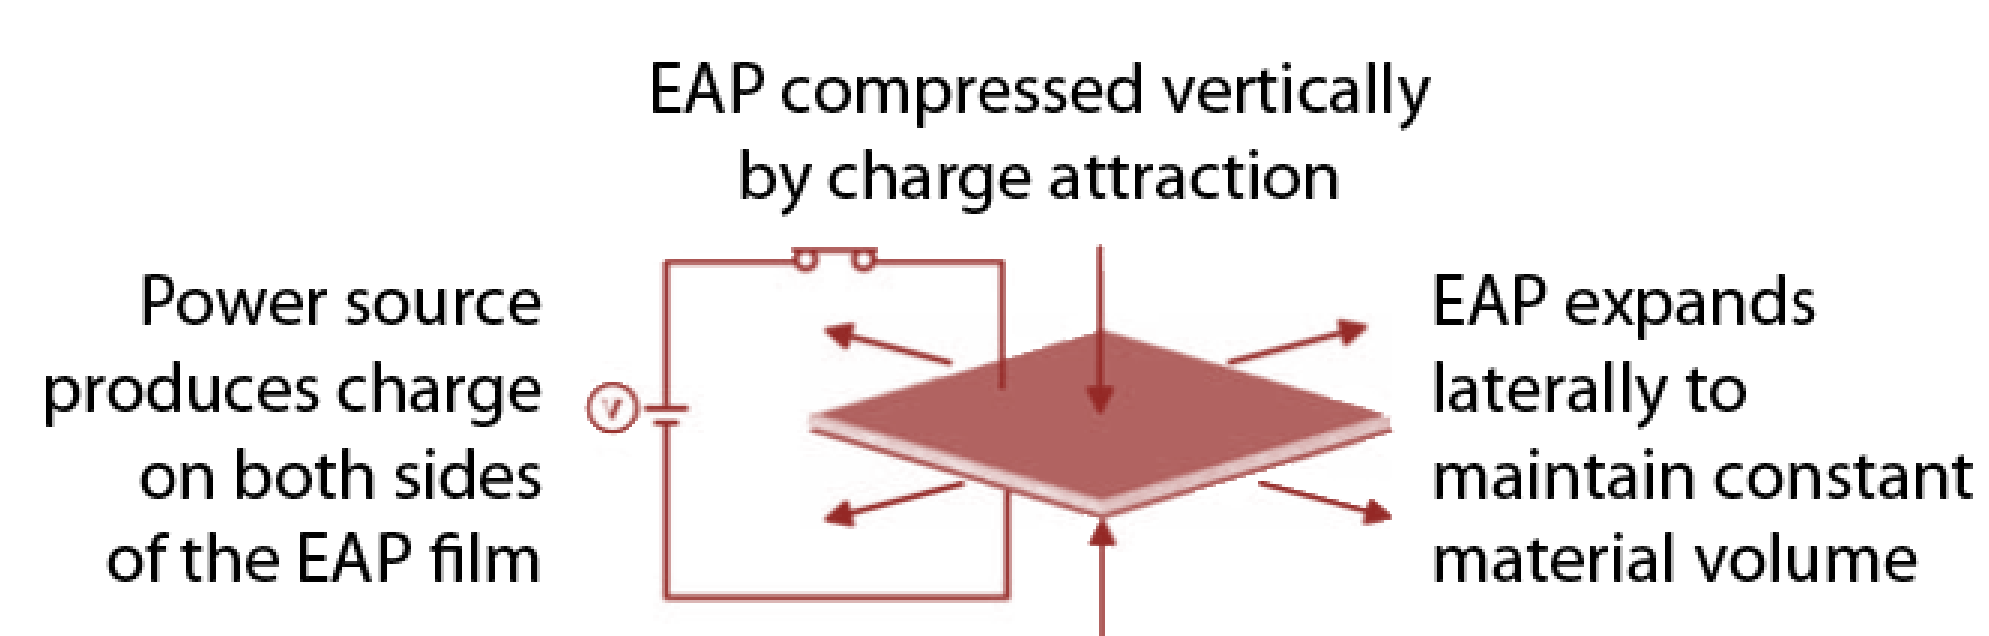 EAP compressed vertically
by charge attraction
Power source
produces charge
on both sides
of the EAP film
V
EAP expands
laterally to
maintain constant
material volume